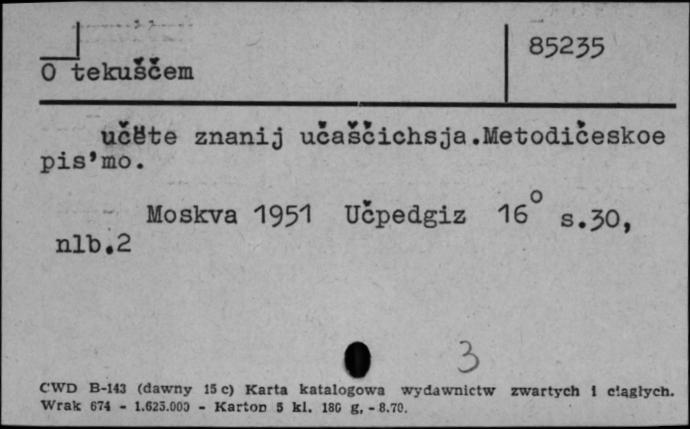 85235
O tekuščem
učëte znanij učaščichsja.Metodičeskoe
pis'mo.
Moskva 1951 Učpedgiz 16° s.30,
nlb.2
3
CWD B-143 (dawny 15 c) Karta katalogowa wydawnictw zwartych i ciągłych.
Wrak 674 - 1.625.000 - Karton 5 kl. 180 g, - 8.70.